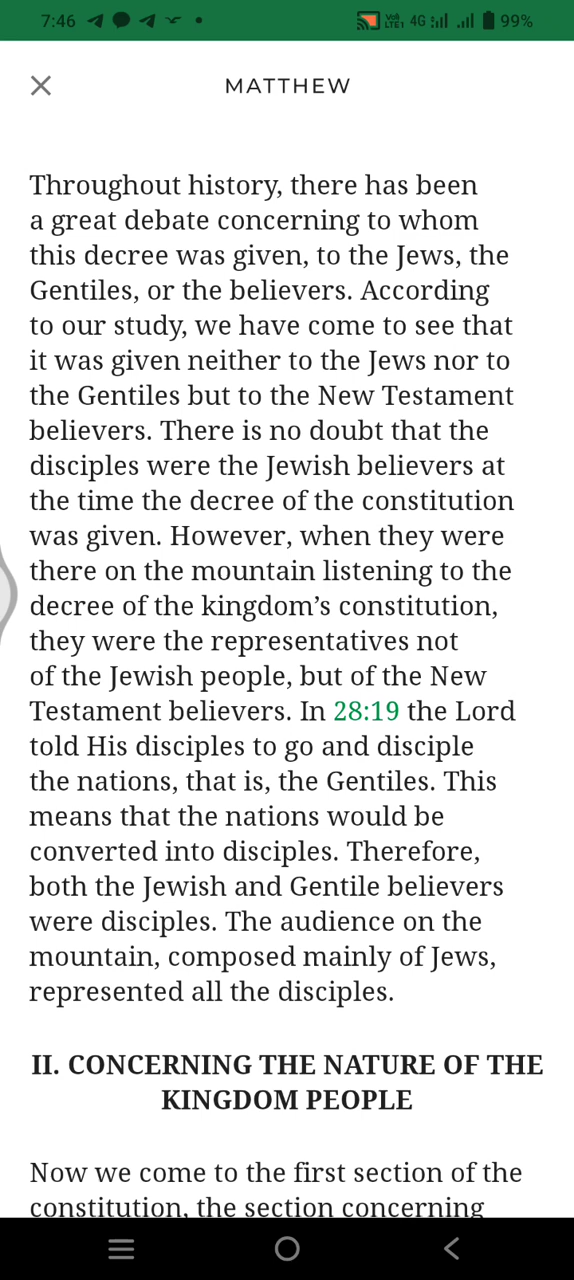 7:46
Vo) LTE1 4G 99%
MATTHEW
Throughout history, there has been
a great debate concerning to whom
this decree was given, to the Jews, the
Gentiles, or the believers. According
to our study, we have come to see that
it was given neither to the Jews nor to
the Gentiles but to the New Testament
believers. There is no doubt that the
disciples were the Jewish believers at
the time the decree of the constitution
was given. However, when they were
there on the mountain listening to the
decree of the kingdom’s constitution,
they were the representatives not
of the Jewish people, but of the New
Testament believers. In 28:19 the Lord
told His disciples to go and disciple
the nations, that is, the Gentiles. This
means that the nations would be
converted into disciples. Therefore,
both the Jewish and Gentile believers
were disciples. The audience on the
mountain, composed mainly of Jews,
represented all the disciples.
II. CONCERNING THE NATURE OF THE
KINGDOM PEOPLE
Now we come to the first section of the
constitution, the section concerning